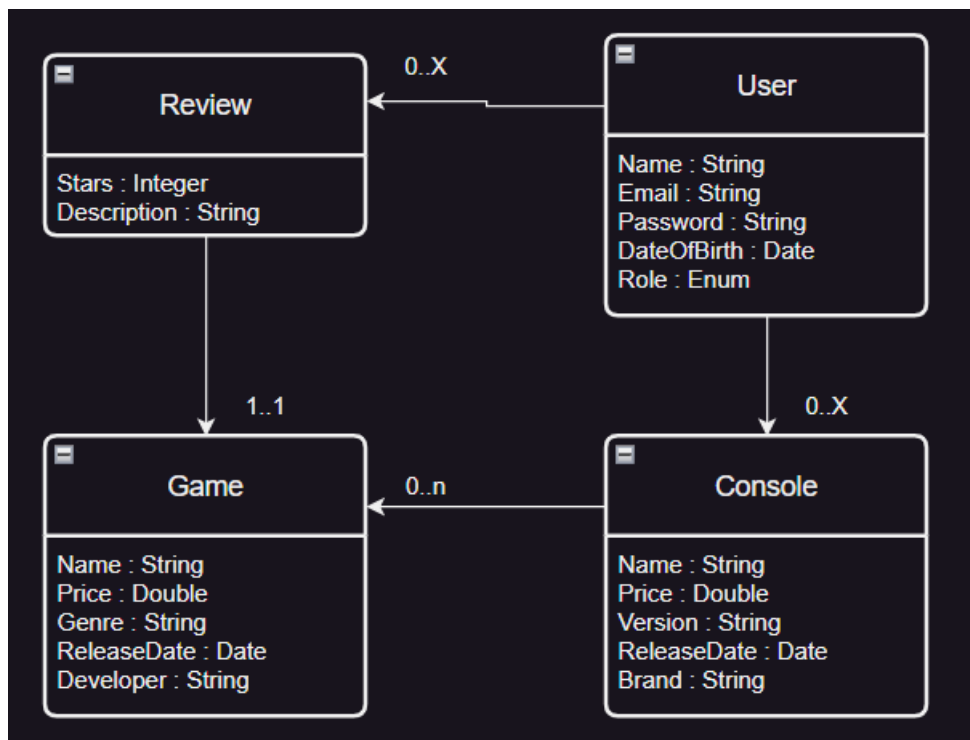 Review
Stars : Integer
Description : String
0..X
User
Name : String
Email : String
Password : String
DateOfBirth : Date
Role : Enum
1..1
0..X
Game
Name : String
Price : Double
Genre : String
ReleaseDate : Date
Developer : String
0..n
Console
Name : String
Price : Double
Version : String
ReleaseDate : Date
Brand : String